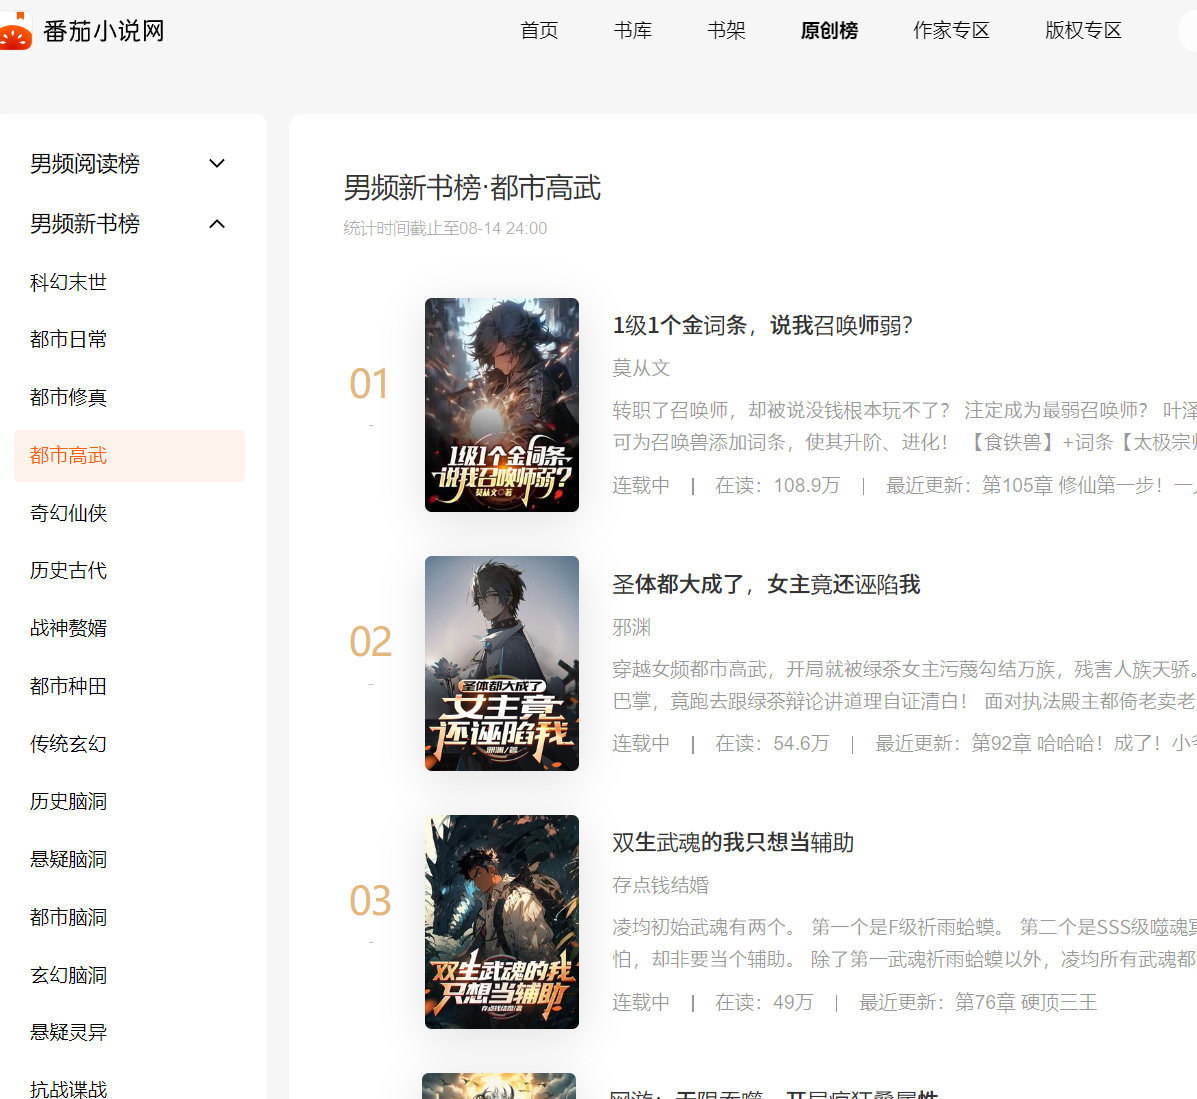 番茄小说网
首页 书库 书架 原创榜 作家专区 版权专区
男频阅读榜
男频新书榜
科幻末世
都市日常
都市修真
都市高武
奇幻仙侠
历史古代
战神赘婿
都市种田
传统玄幻
历史脑洞
悬疑脑洞
都市脑洞
玄幻脑洞
悬疑灵异
抗战谍战
男频新书榜·都市高武
统计时间截止至08-14 24:00
01
-
1级1个金词条
说我召唤师弱？
莫从文◎著
1级1个金词条，说我召唤师弱？
莫从文
转职了召唤师，却被说没钱根本玩不了？ 注定成为最弱召唤师？ 叶泽
可为召唤兽添加词条，使其升阶、进化！ 【食铁兽】+词条【太极宗师
连载中 | 在读：108.9万 | 最近更新：第105章 修仙第一步！一人
02
-
圣体都大成了
女主竟
还诬陷我
邪渊/著
圣体都大成了，女主竟还诬陷我
邪渊
穿越女频都市高武，开局就被绿茶女主污蔑勾结万族，残害人族天骄。
巴掌，竟跑去跟绿茶辩论讲道理自证清白！ 面对执法殿主都倚老卖老
连载中 | 在读：54.6万 | 最近更新：第92章 哈哈哈！成了！小
03
-
双生武魂的我
只想当辅助
存点钱结婚/著
双生武魂的我只想当辅助
存点钱结婚
凌均初始武魂有两个。 第一个是F级祈雨蛤蟆。 第二个是SSS级噬魂冥
怕，却非要当个辅助。 除了第一武魂祈雨蛤蟆以外，凌均所有武魂都
连载中 | 在读：49万 | 最近更新：第76章 硬顶三王
网游：无限吞噬，开局疯狂叠属性